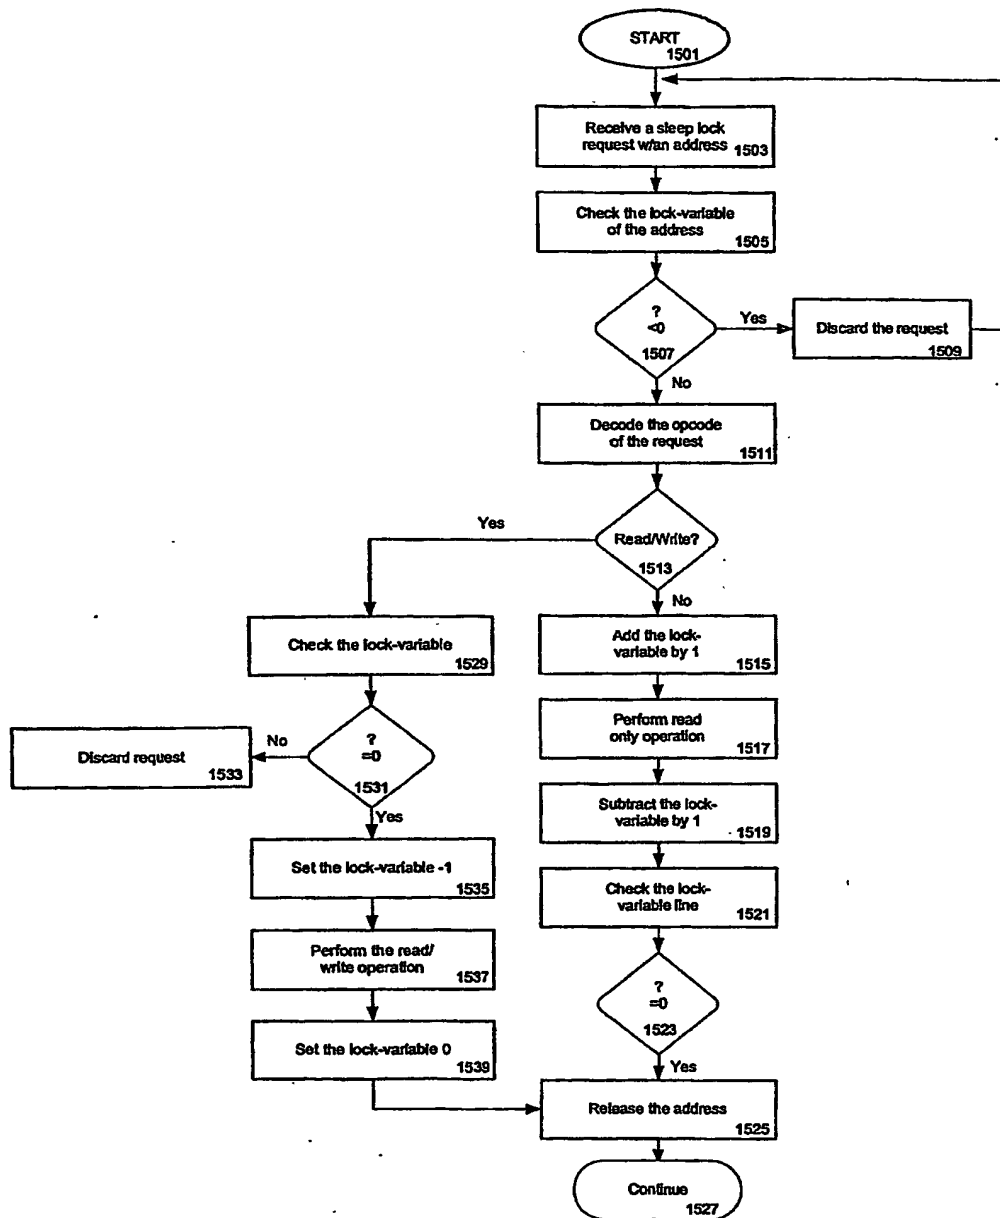 START
1501
Receive a sleep lock
request w/an address
1503
Check the lock-variable
of the address
1505
?
<0
1507
Yes
Discard the request
1509
No
Decode the opcode
of the request
1511
Yes
Read/Write?
1513
No
Check the lock-variable
1529
Add the lock-
variable by 1
1515
Perform read
only operation
1517
?
=0
1531
No
Discard request
1533
Yes
Subtract the lock-
variable by 1
1519
Set the lock-variable -1
1535
Check the lock-
variable line
1521
Perform the read/
write operation
1537
?
=0
1523
Set the lock-variable 0
1539
Yes
Release the address
1525
Continue
1527